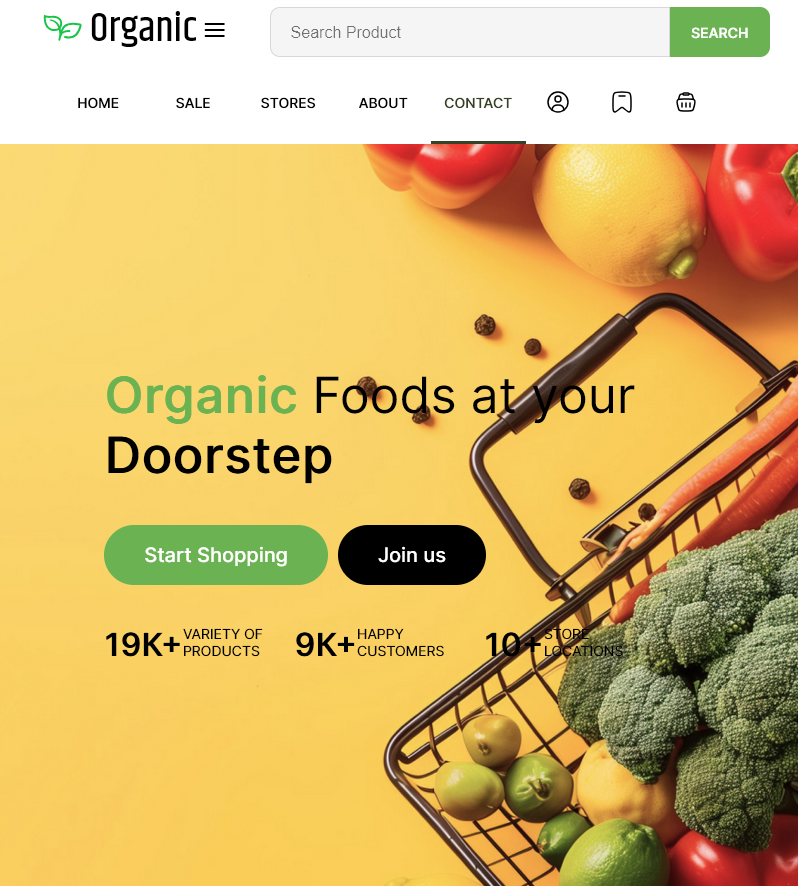 Organic
Search Product
SEARCH
HOME
SALE
STORES
ABOUT
CONTACT
Organic Foods at your
Doorstep
Start Shopping
Join us
19K+
VARIETY OF
PRODUCTS
9K+
HAPPY
CUSTOMERS
10+
STORE
LOCATIONS